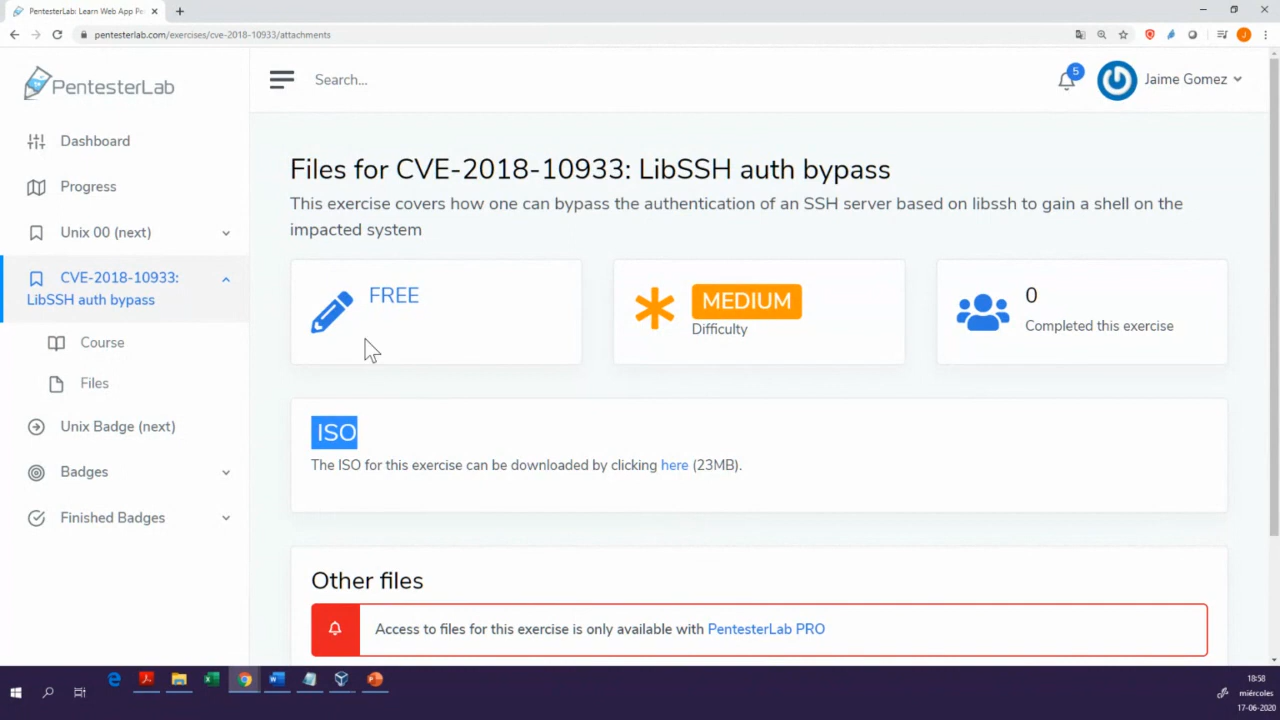 PentesterLab: Learn Web App Pe
pentesterlab.com/exercises/cve-2018-10933/attachments
J
PentesterLab
Search...
5
Jaime Gomez
Dashboard
Progress
Unix 00 (next)
CVE-2018-10933:
LibSSH auth bypass
Course
Files
Unix Badge (next)
Badges
Finished Badges
Files for CVE-2018-10933: LibSSH auth bypass
This exercise covers how one can bypass the authentication of an SSH server based on libssh to gain a shell on the
impacted system
FREE
MEDIUM
Difficulty
0
Completed this exercise
ISO
The ISO for this exercise can be downloaded by clicking here (23MB).
Other files
Access to files for this exercise is only available with PentesterLab PRO
18:58
miércoles
17-06-2020